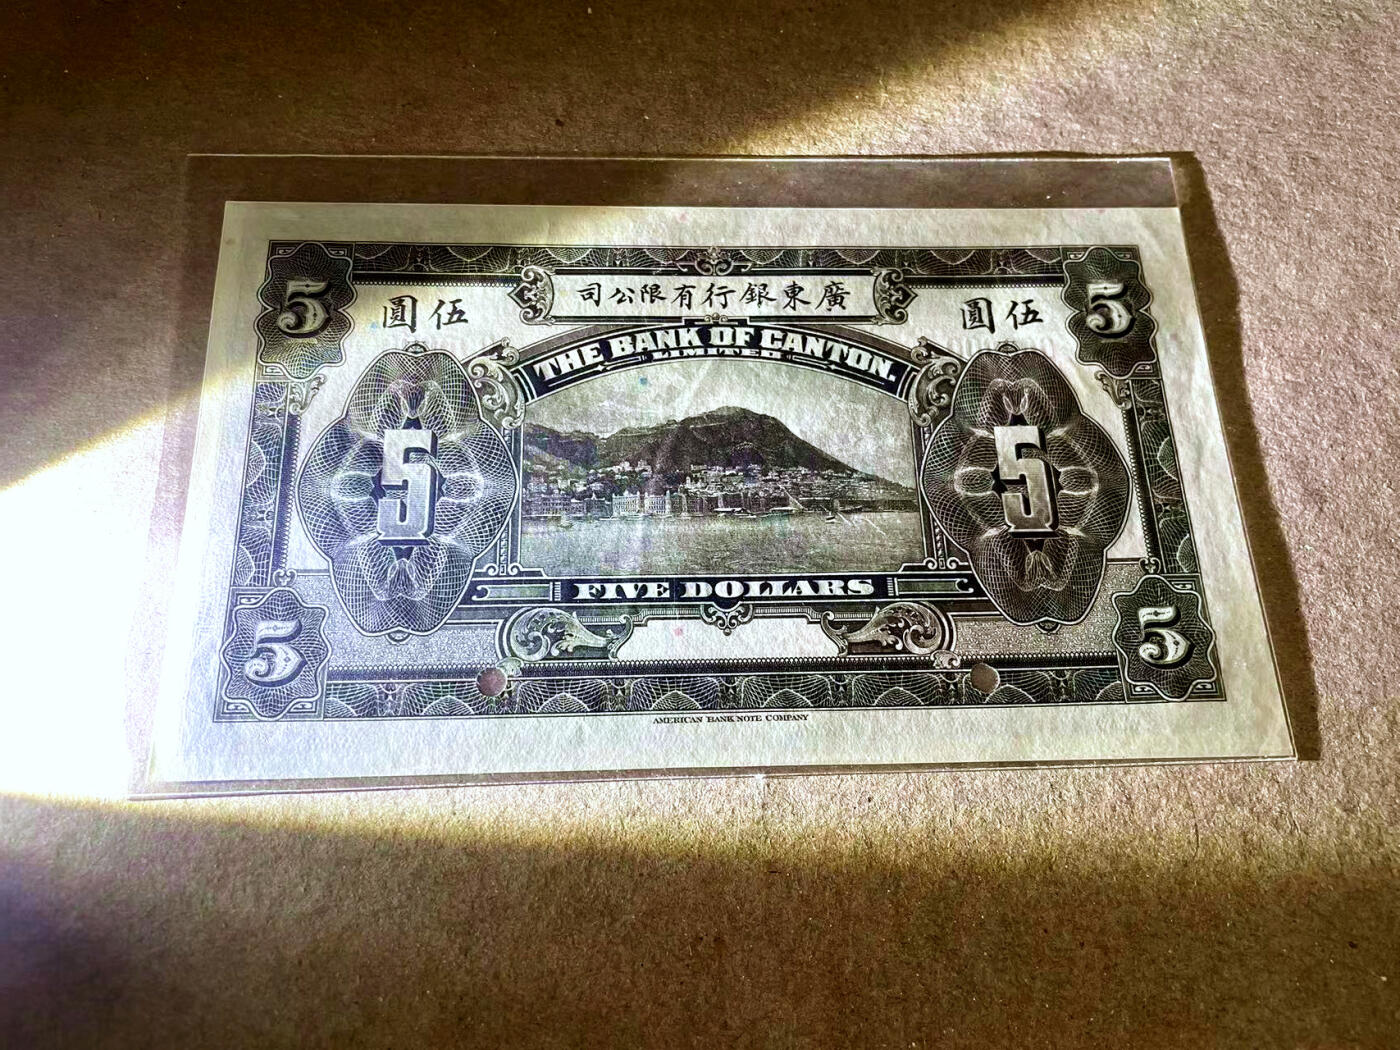 5
伍圓
廣東銀行有限公司
伍圓
5
THE BANK OF CANTON.
LIMITED
5
5
FIVE DOLLARS
5
5
AMERICAN BANK NOTE COMPANY